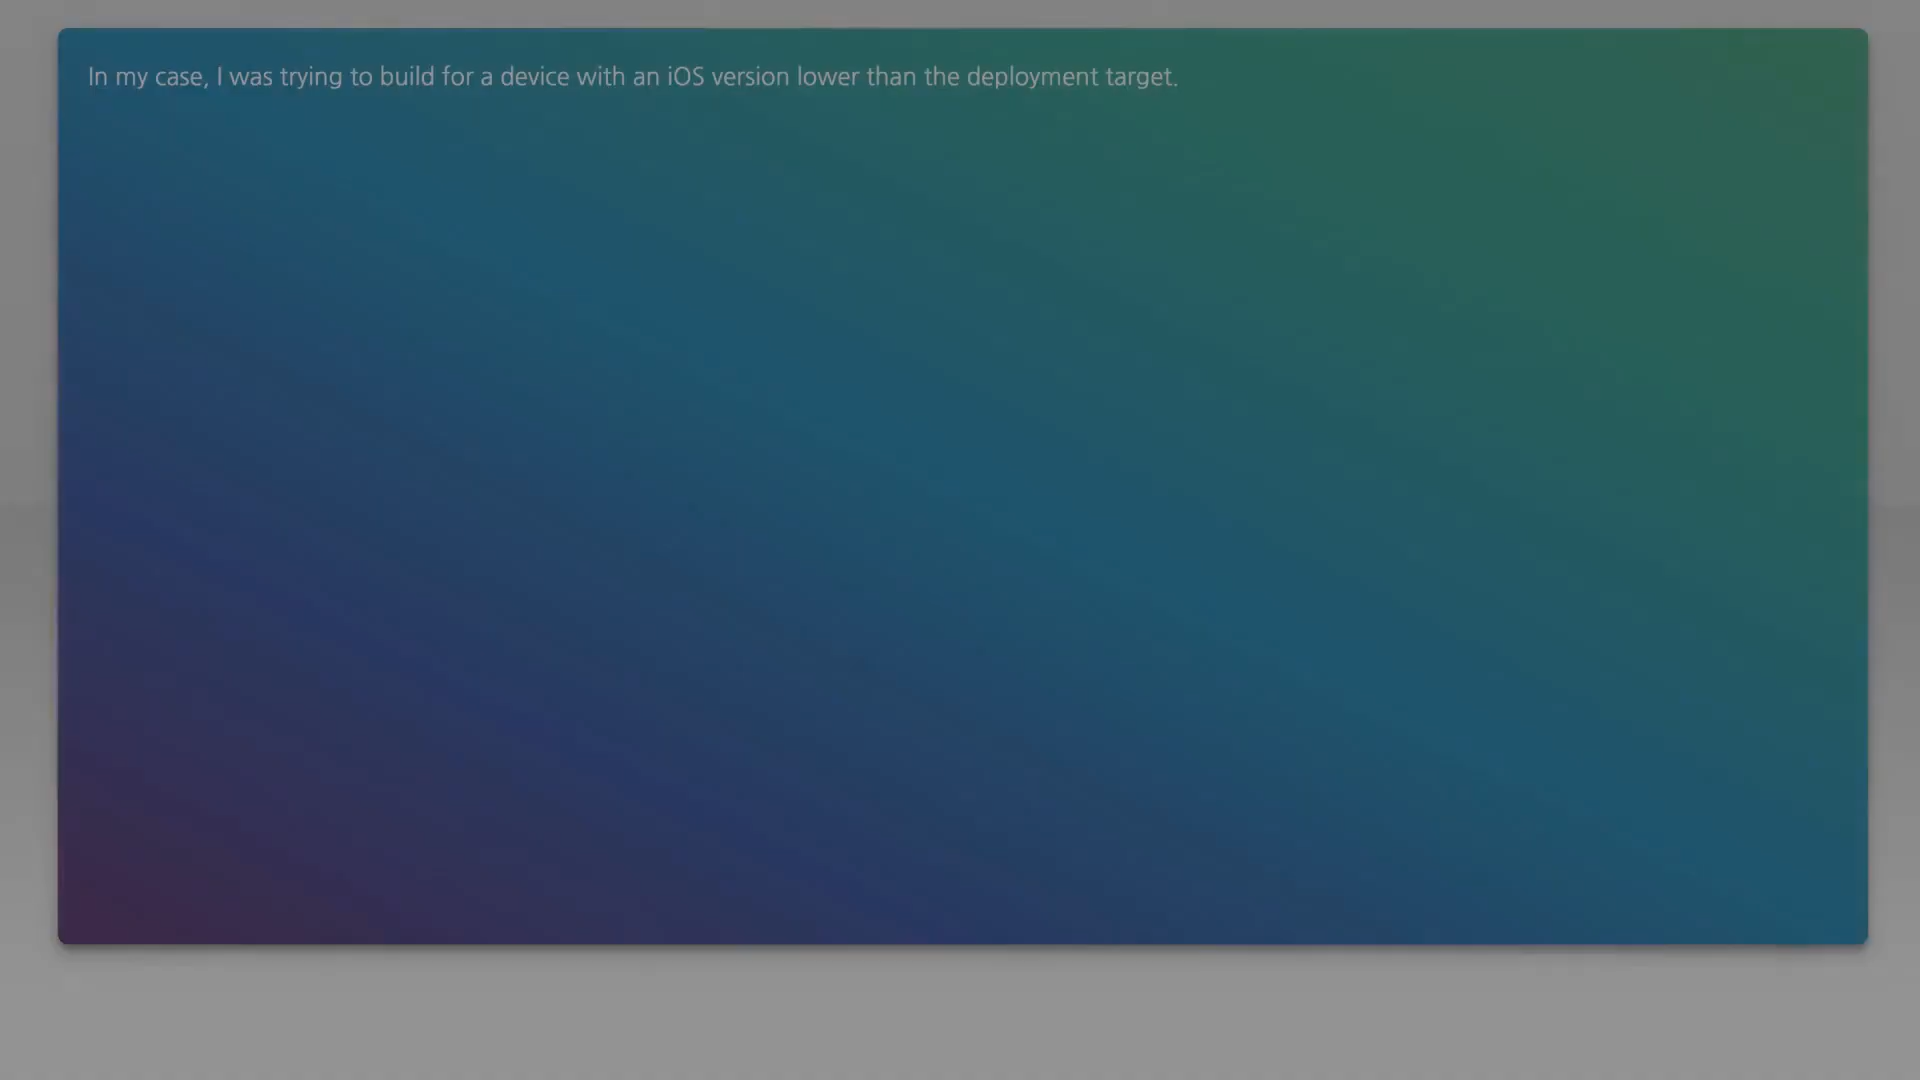 In my case, I was trying to build for a device with an iOS version lower than the deployment target.